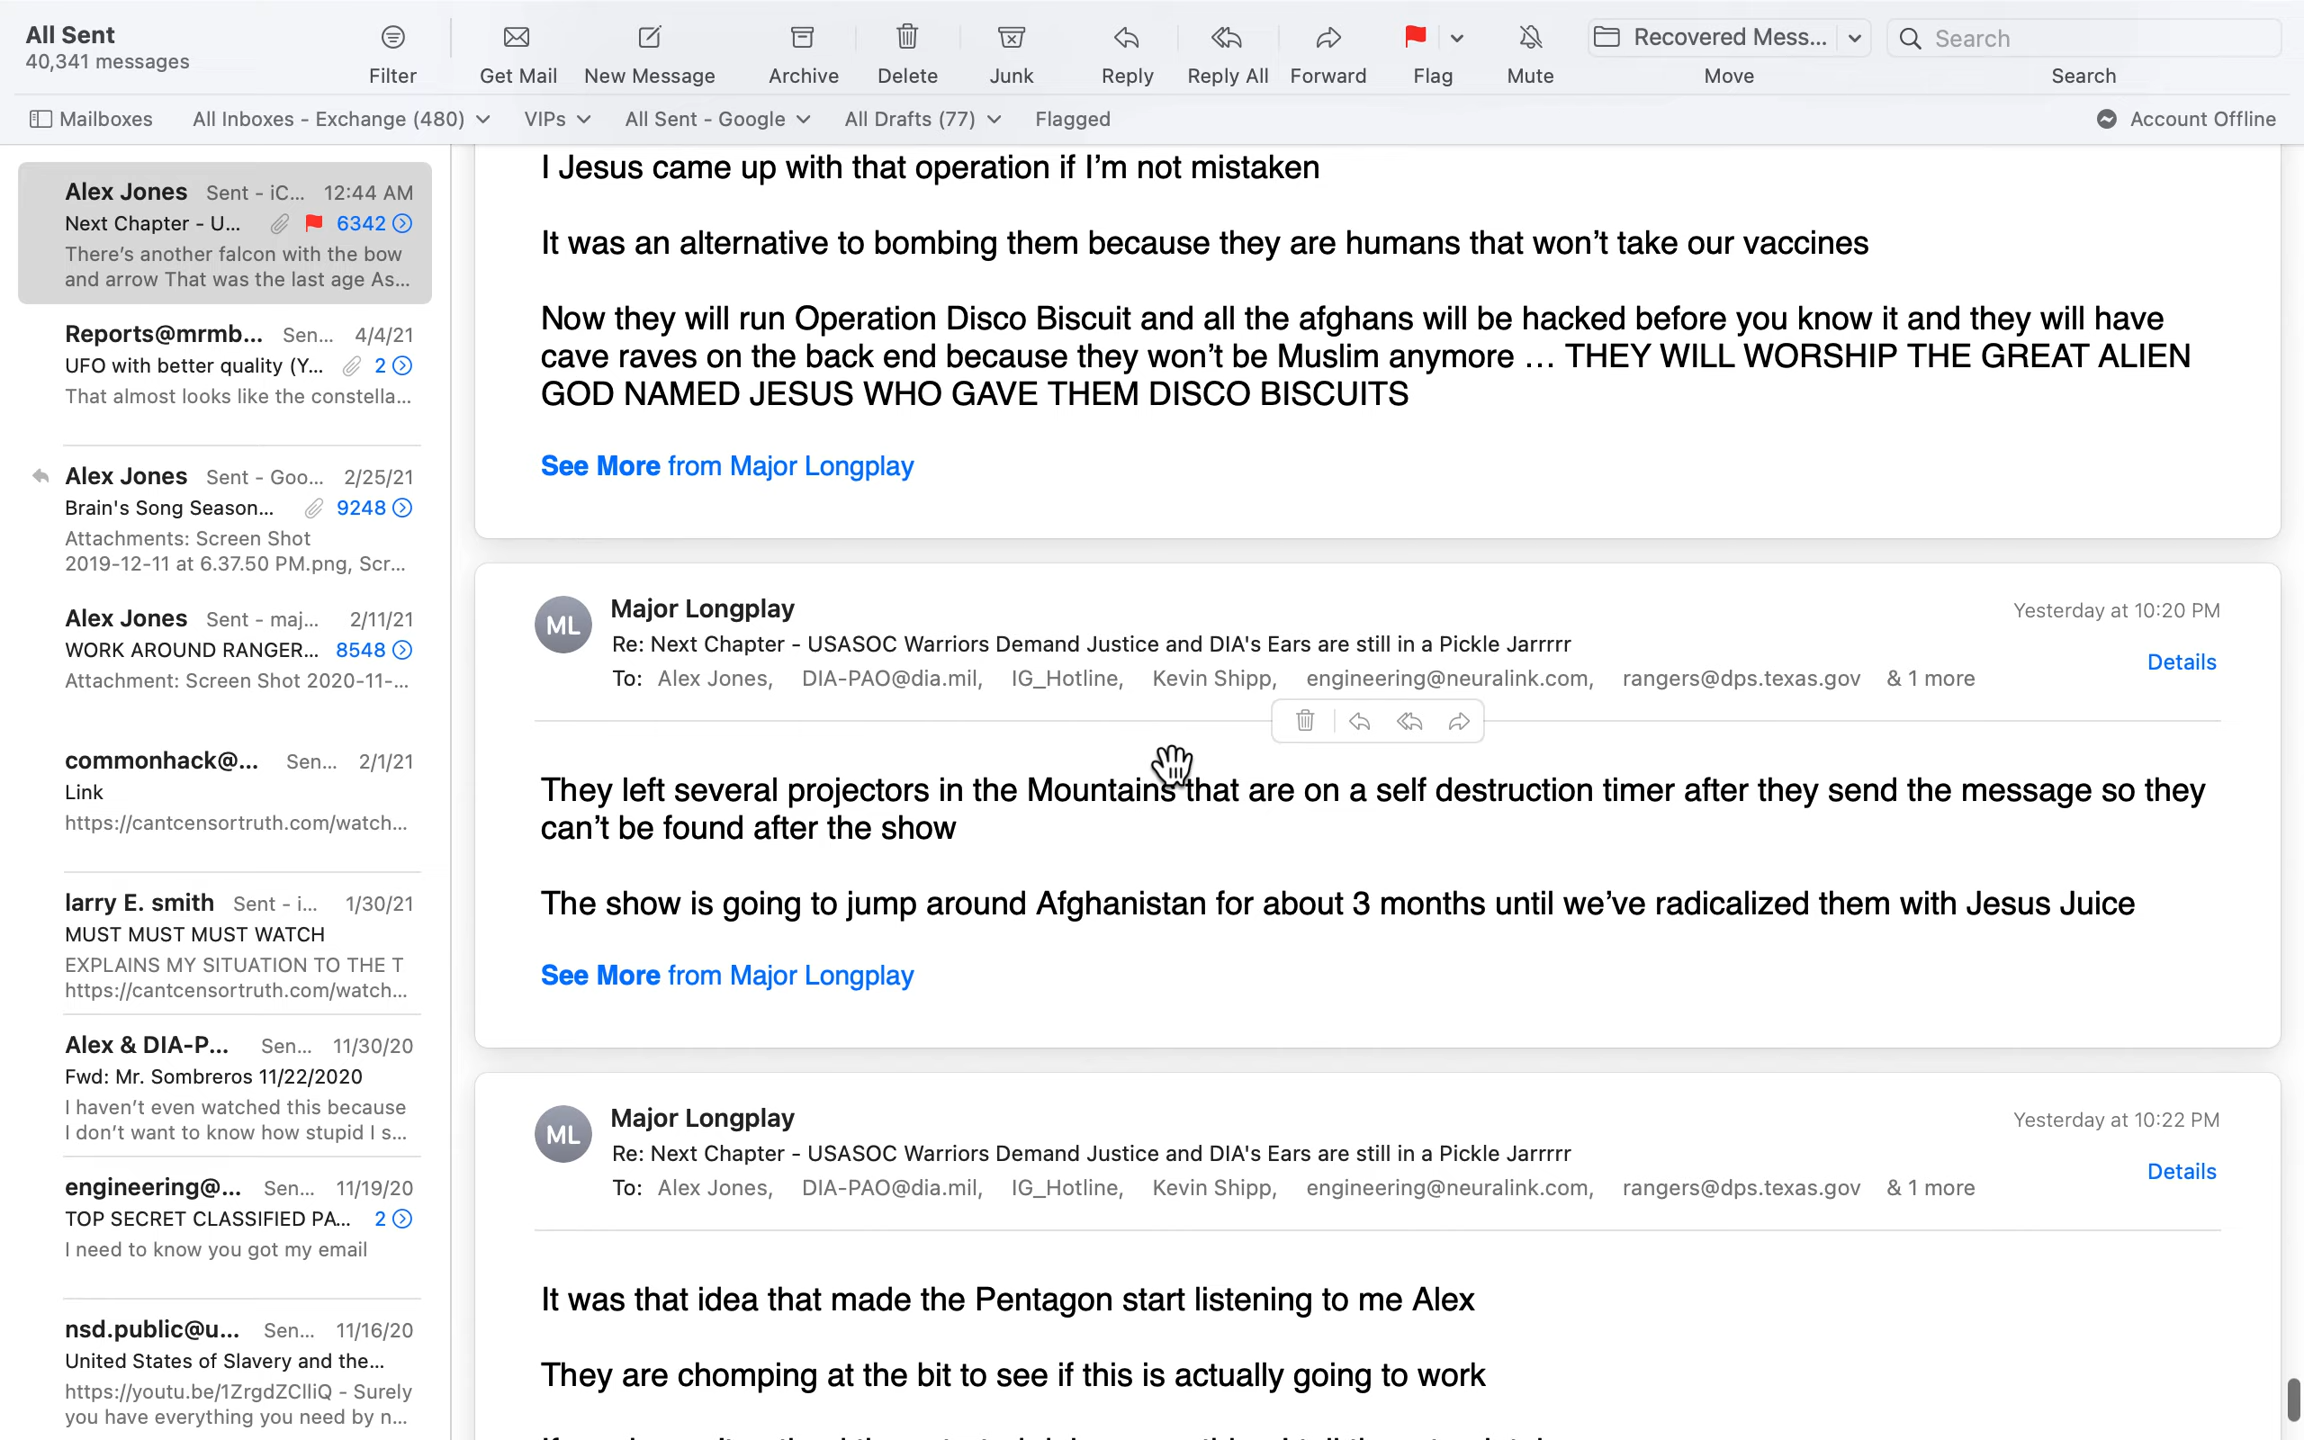 All Sent
40,341 messages
Filter
Get Mail
New Message
Archive
Delete
Junk
Reply
Reply All
Forward
Flag
Mute
Recovered Mess...
Move
Search
Search
Mailboxes
All Inboxes - Exchange (480)
VIPs
All Sent - Google
All Drafts (77)
Flagged
Account Offline
Alex Jones Sent - iC... 12:44 AM
Next Chapter - U... 6342
There's another falcon with the bow
and arrow That was the last age As...
Reports@mrmb... Sen... 4/4/21
UFO with better quality (Y... 2
That almost looks like the constella...
Alex Jones Sent - Goo... 2/25/21
Brain's Song Season... 9248
Attachments: Screen Shot
2019-12-11 at 6.37.50 PM.png, Scr...
Alex Jones Sent - maj... 2/11/21
WORK AROUND RANGER... 8548
Attachment: Screen Shot 2020-11-...
commonhack@... Sen... 2/1/21
Link
https://cantcensortruth.com/watch...
larry E. smith Sent - i... 1/30/21
MUST MUST MUST WATCH
EXPLAINS MY SITUATION TO THE T
https://cantcensortruth.com/watch...
Alex & DIA-P... Sen... 11/30/20
Fwd: Mr. Sombreros 11/22/2020
I haven't even watched this because
I don't want to know how stupid I s...
engineering@... Sen... 11/19/20
TOP SECRET CLASSIFIED PA... 2
I need to know you got my email
nsd.public@u... Sen... 11/16/20
United States of Slavery and the...
https://youtu.be/1ZrgdZClliQ - Surely
you have everything you need by n...
I Jesus came up with that operation if I'm not mistaken
It was an alternative to bombing them because they are humans that won't take our vaccines
Now they will run Operation Disco Biscuit and all the afghans will be hacked before you know it and they will have
cave raves on the back end because they won't be Muslim anymore ... THEY WILL WORSHIP THE GREAT ALIEN
GOD NAMED JESUS WHO GAVE THEM DISCO BISCUITS
See More from Major Longplay
ML
Major Longplay
Yesterday at 10:20 PM
Re: Next Chapter - USASOC Warriors Demand Justice and DIA's Ears are still in a Pickle Jarrrrr
To: Alex Jones, DIA-PAO@dia.mil, IG_Hotline, Kevin Shipp, engineering@neuralink.com, rangers@dps.texas.gov & 1 more
Details
They left several projectors in the Mountains that are on a self destruction timer after they send the message so they
can't be found after the show
The show is going to jump around Afghanistan for about 3 months until we've radicalized them with Jesus Juice
See More from Major Longplay
ML
Major Longplay
Yesterday at 10:22 PM
Re: Next Chapter - USASOC Warriors Demand Justice and DIA's Ears are still in a Pickle Jarrrrr
To: Alex Jones, DIA-PAO@dia.mil, IG_Hotline, Kevin Shipp, engineering@neuralink.com, rangers@dps.texas.gov & 1 more
Details
It was that idea that made the Pentagon start listening to me Alex
They are chomping at the bit to see if this is actually going to work